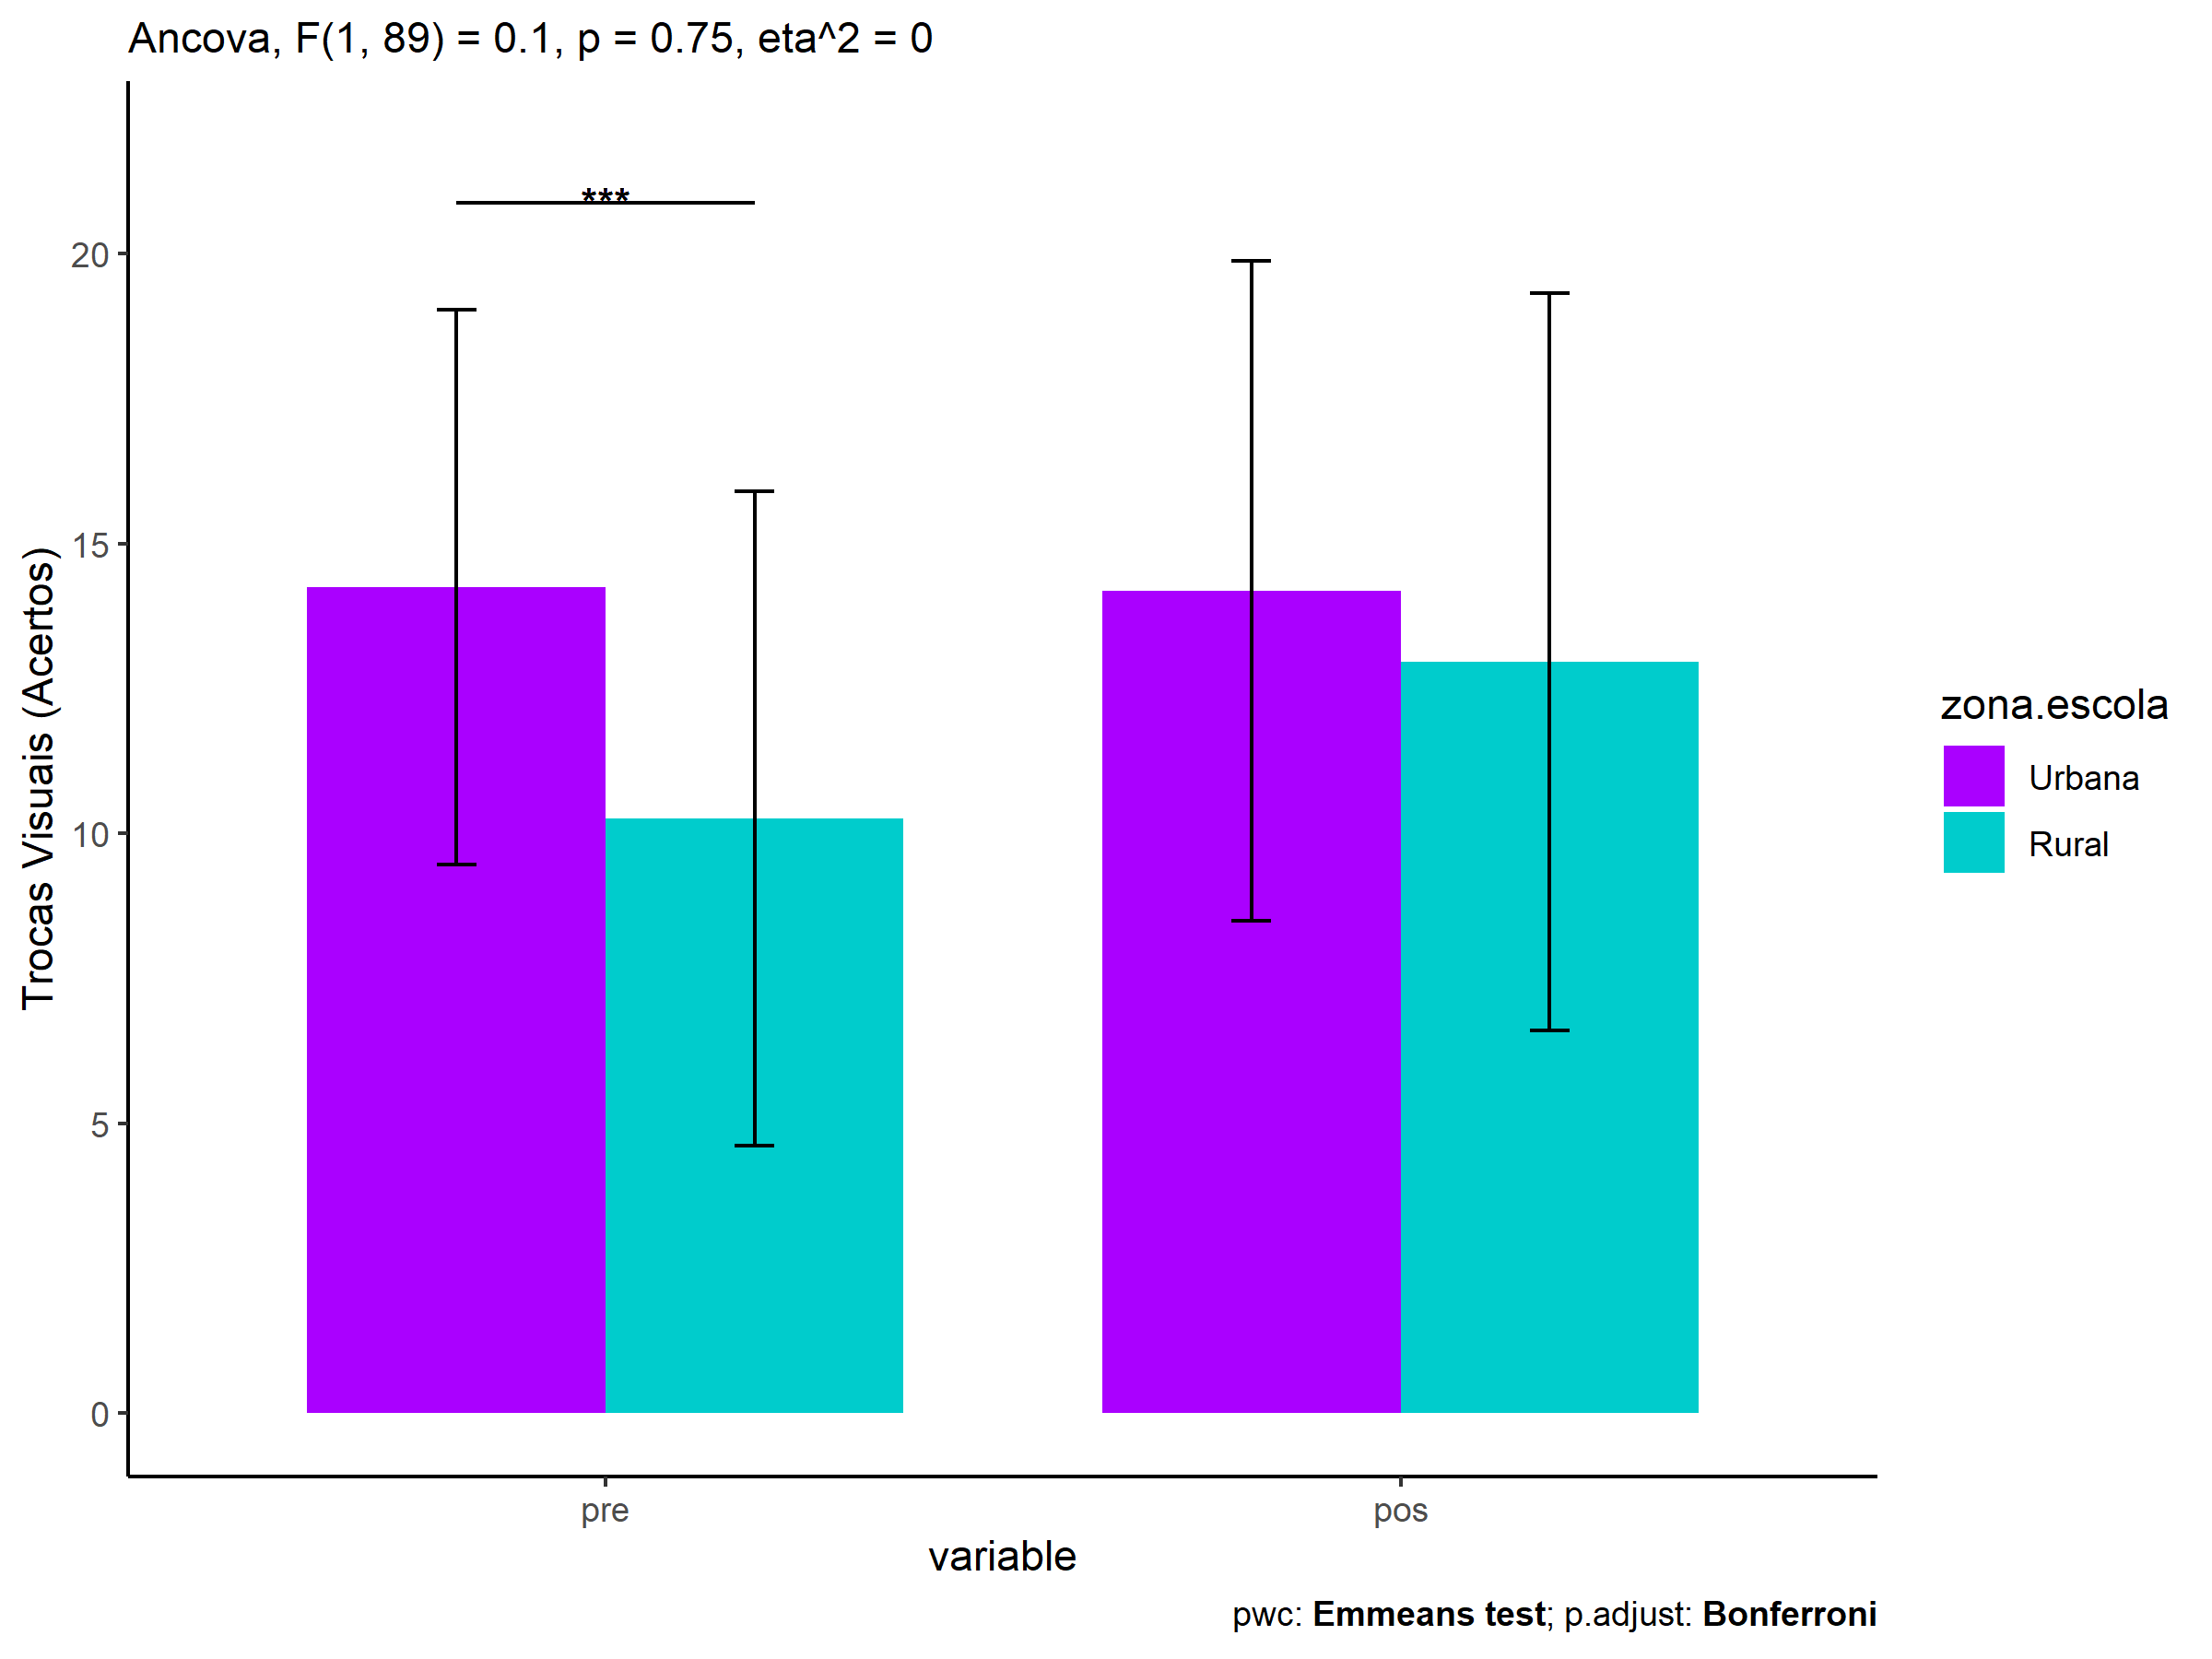 Ancova, F(1, 89) = 0.1, p = 0.75, eta^2 = 0
***
20
15
10
5
0
Trocas Visuais (Acertos)
pre
pos
variable
zona.escola
Urbana
Rural
pwc: Emmeans test; p.adjust: Bonferroni